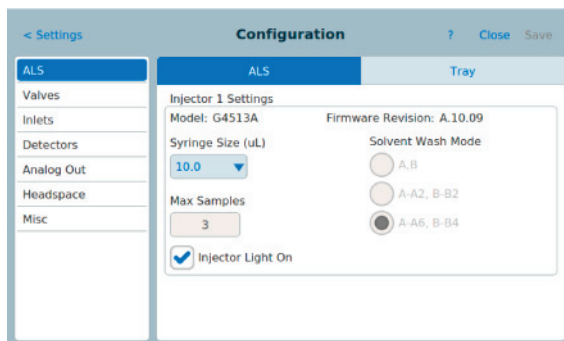 < Settings
Configuration
? Close Save
ALS
Valves
Inlets
Detectors
Analog Out
Headspace
Misc
ALS
Tray
Injector 1 Settings
Model: G4513A
Firmware Revision: A.10.09
Syringe Size (uL)
10.0
Max Samples
3
Injector Light On
Solvent Wash Mode
A,B
A-A2, B-B2
A-A6, B-B4